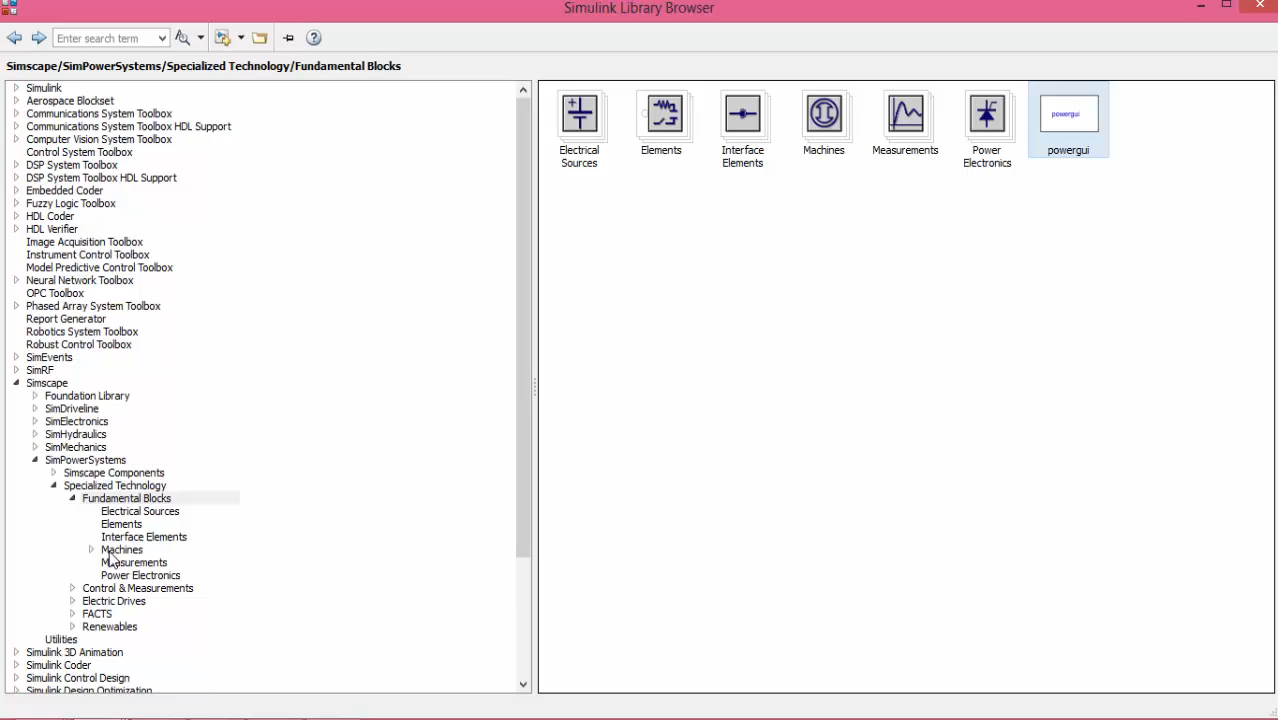 Simulink Library Browser
Enter search term
Simscape/SimPowerSystems/Specialized Technology/Fundamental Blocks
Simulink
Aerospace Blockset
Communications System Toolbox
Communications System Toolbox HDL Support
Computer Vision System Toolbox
Control System Toolbox
DSP System Toolbox
DSP System Toolbox HDL Support
Embedded Coder
Fuzzy Logic Toolbox
HDL Coder
HDL Verifier
Image Acquisition Toolbox
Instrument Control Toolbox
Model Predictive Control Toolbox
Neural Network Toolbox
OPC Toolbox
Phased Array System Toolbox
Report Generator
Robotics System Toolbox
Robust Control Toolbox
SimEvents
SimRF
Simscape
Foundation Library
SimDriveline
SimElectronics
SimHydraulics
SimMechanics
SimPowerSystems
Simscape Components
Specialized Technology
Fundamental Blocks
Electrical Sources
Elements
Interface Elements
Machines
Measurements
Power Electronics
Control & Measurements
Electric Drives
FACTS
Renewables
Utilities
Simulink 3D Animation
Simulink Coder
Simulink Control Design
Simulink Design Optimization
Electrical
Sources
Elements
Interface
Elements
Machines
Measurements
Power
Electronics
powergui
powergui